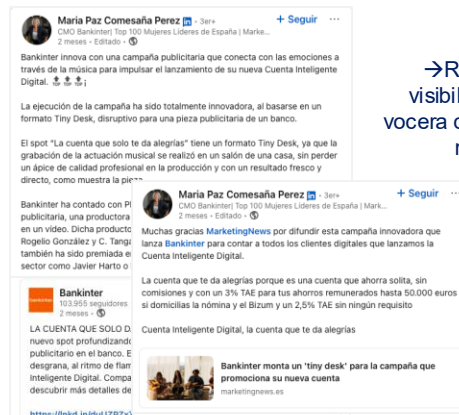 Maria Paz Comesaña Perez in · 3er+
+ Seguir ...
CMO Bankinter| Top 100 Mujeres Líderes de España | Marke...
2 meses · Editado ·
Bankinter innova con una campaña publicitaria que conecta con las emociones a
través de la música para impulsar el lanzamiento de su nueva Cuenta Inteligente
Digital.
La ejecución de la campaña ha sido totalmente innovadora, al basarse en un
formato Tiny Desk, disruptivo para una pieza publicitaria de un banco.
El spot "La cuenta que solo te da alegrías" tiene un formato Tiny Desk, ya que la
grabación de la actuación musical se realizó en un salón de una casa, sin perder
un ápice de calidad profesional en la producción y con un resultado fresco y
directo, como muestra la pieza.
Bankinter ha contado con
publicitaria, una productora
en un vídeo. Dicha
Rogelio González y C. Tanga
también ha sido premiada
sector como Javier Harto o
Bankinter
103.955 seguidores
2 meses ·
LA CUENTA QUE SOLO
nuevo spot profundizando
publicitario en el banco.
desgrana, al ritmo de
Inteligente Digital.
descubrir más detalles de
visibil
vocera
Maria Paz Comesaña Perez in · 3er+
+ Seguir ...
CMO Bankinter| Top 100 Mujeres Líderes de España | Mark...
2 meses · Editado ·
Muchas gracias MarketingNews por difundir esta campaña innovadora que
lanza Bankinter para contar a todos los clientes digitales que lanzamos la
Cuenta Inteligente Digital.
La cuenta que te da alegrías porque es una cuenta que ahorra solita, sin
comisiones y con un 3% TAE para tus ahorros remunerados hasta 50.000 euros
si domicilias la nómina y el Bizum y un 2,5% TAE sin ningún requisito
Cuenta Inteligente Digital, la cuenta que te da alegrías
Bankinter monta un 'tiny desk' para la campaña que
promociona su nueva cuenta
marketingnews.es